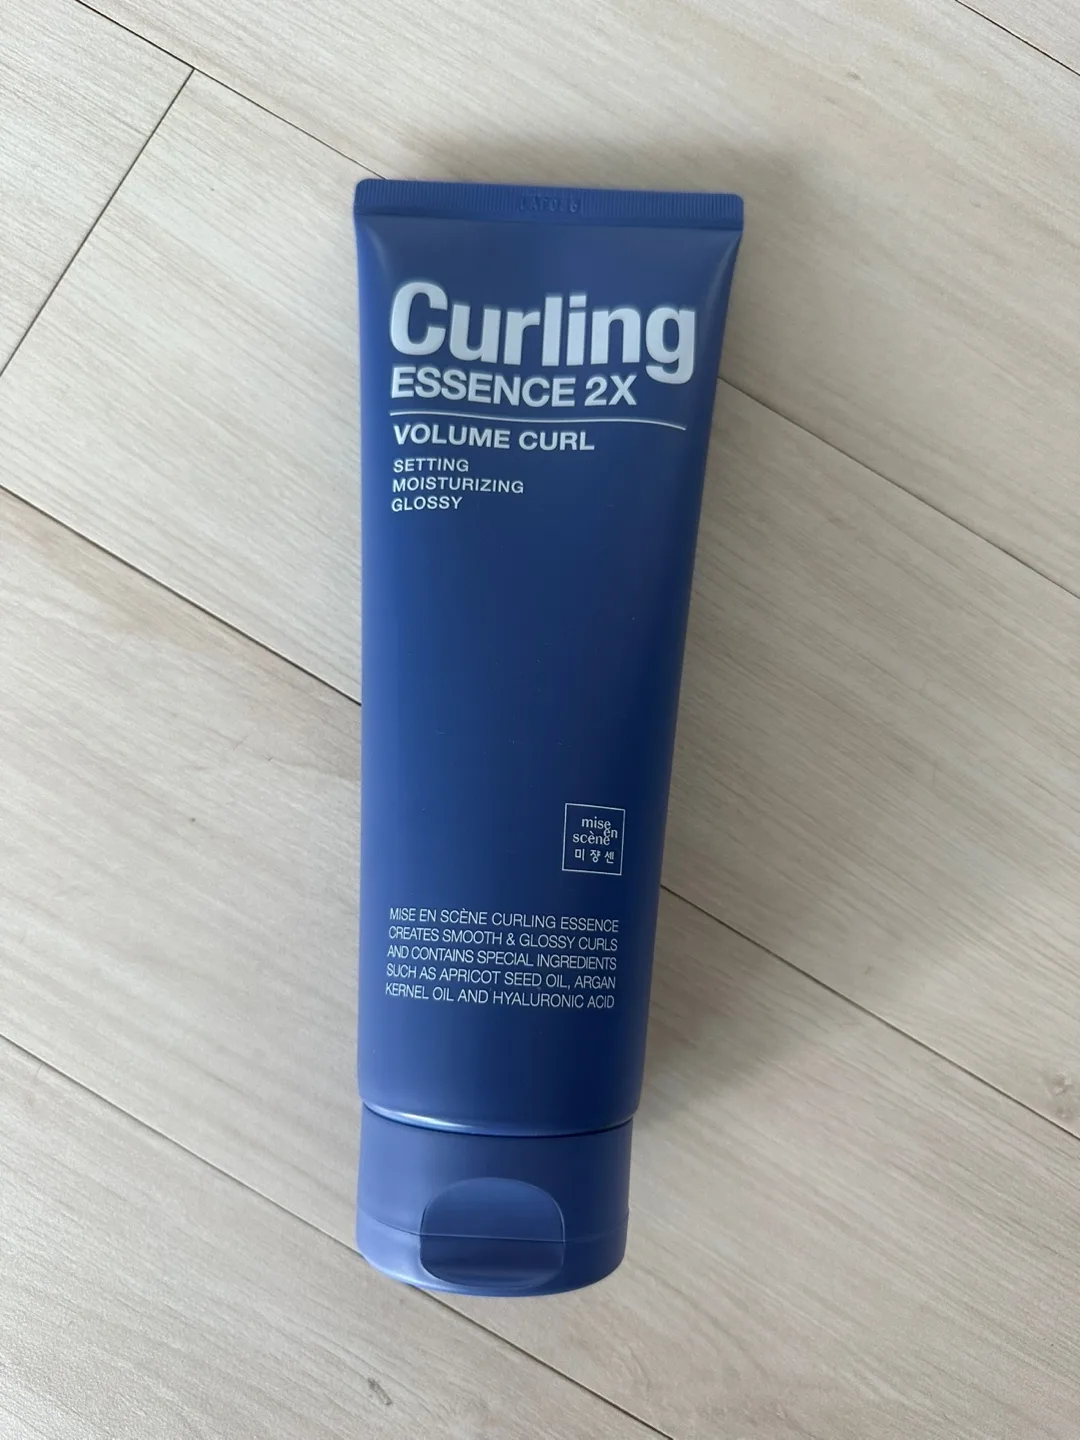 Curling
ESSENCE 2X
VOLUME CURL
SETTING
MOISTURIZING
GLOSSY
mise
en
scène
미쟝센
MISE EN SCÈNE CURLING ESSENCE
CREATES SMOOTH & GLOSSY CURLS
AND CONTAINS SPECIAL INGREDIENTS
SUCH AS APRICOT SEED OIL, ARGAN
KERNEL OIL AND HYALURONIC ACID